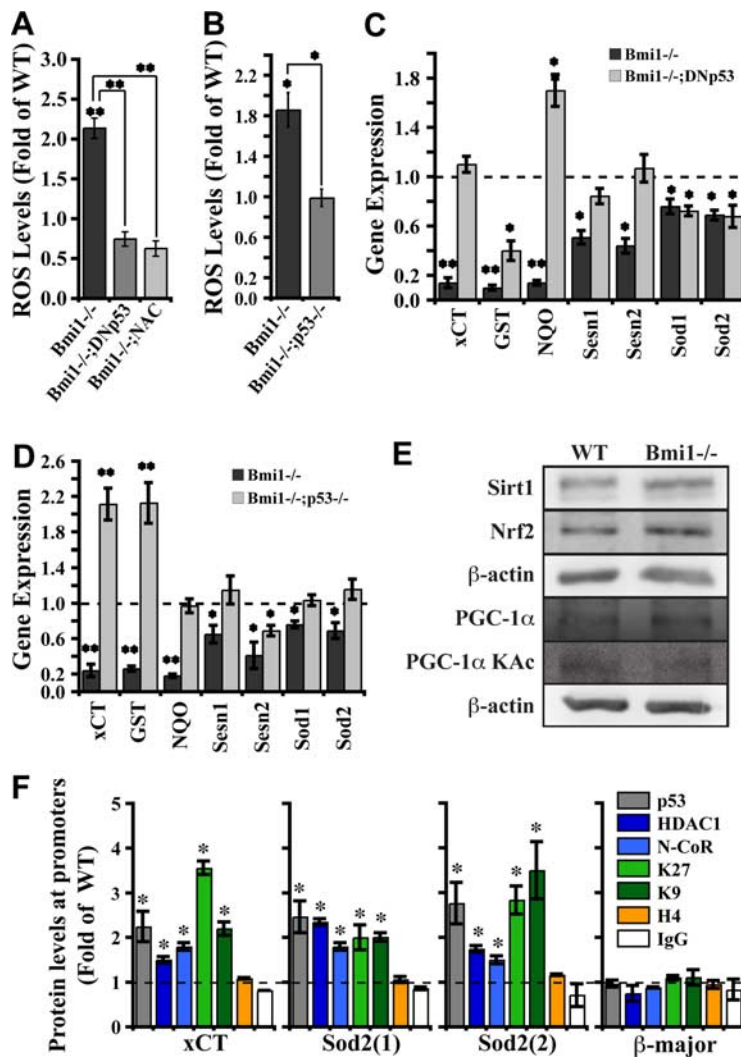 A
ROS Levels (Fold of WT)
2.5
2.0
1.5
1.0
0.5
0.0
**
**
**
Bmi1-/-
Bmi1-/-;DNp53
Bmi1-/-;NAC
B
ROS Levels (Fold of WT)
1.8
1.5
1.2
0.9
0.6
0.3
0.0
*
*
Bmi1-/-
Bmi1-/-;p53-/-
C
Gene Expression
1.8
1.4
1.0
0.6
0.2
0.0
Bmi1-/-
Bmi1-/-;DNp53
** ** * ** * * * * * * *
xCT
GST
NQO
Sesn1
Sesn2
Sod1
Sod2
D
Gene Expression
2.6
2.2
1.8
1.4
1.0
0.6
0.2
0.0
Bmi1-/-
Bmi1-/-;p53-/-
** ** ** ** ** * * * * *
xCT
GST
NQO
Sesn1
Sesn2
Sod1
Sod2
E
WT Bmi1-/-
Sirt1
Nrf2
β-actin
PGC-1α
PGC-1α KAc
β-actin
F
Protein levels at promoters
(Fold of WT)
5
4
3
2
1
0
* * * * *
* * * * *
* * * * *
p53
HDAC1
N-CoR
K27
K9
H4
IgG
xCT Sod2(1) Sod2(2) β-major